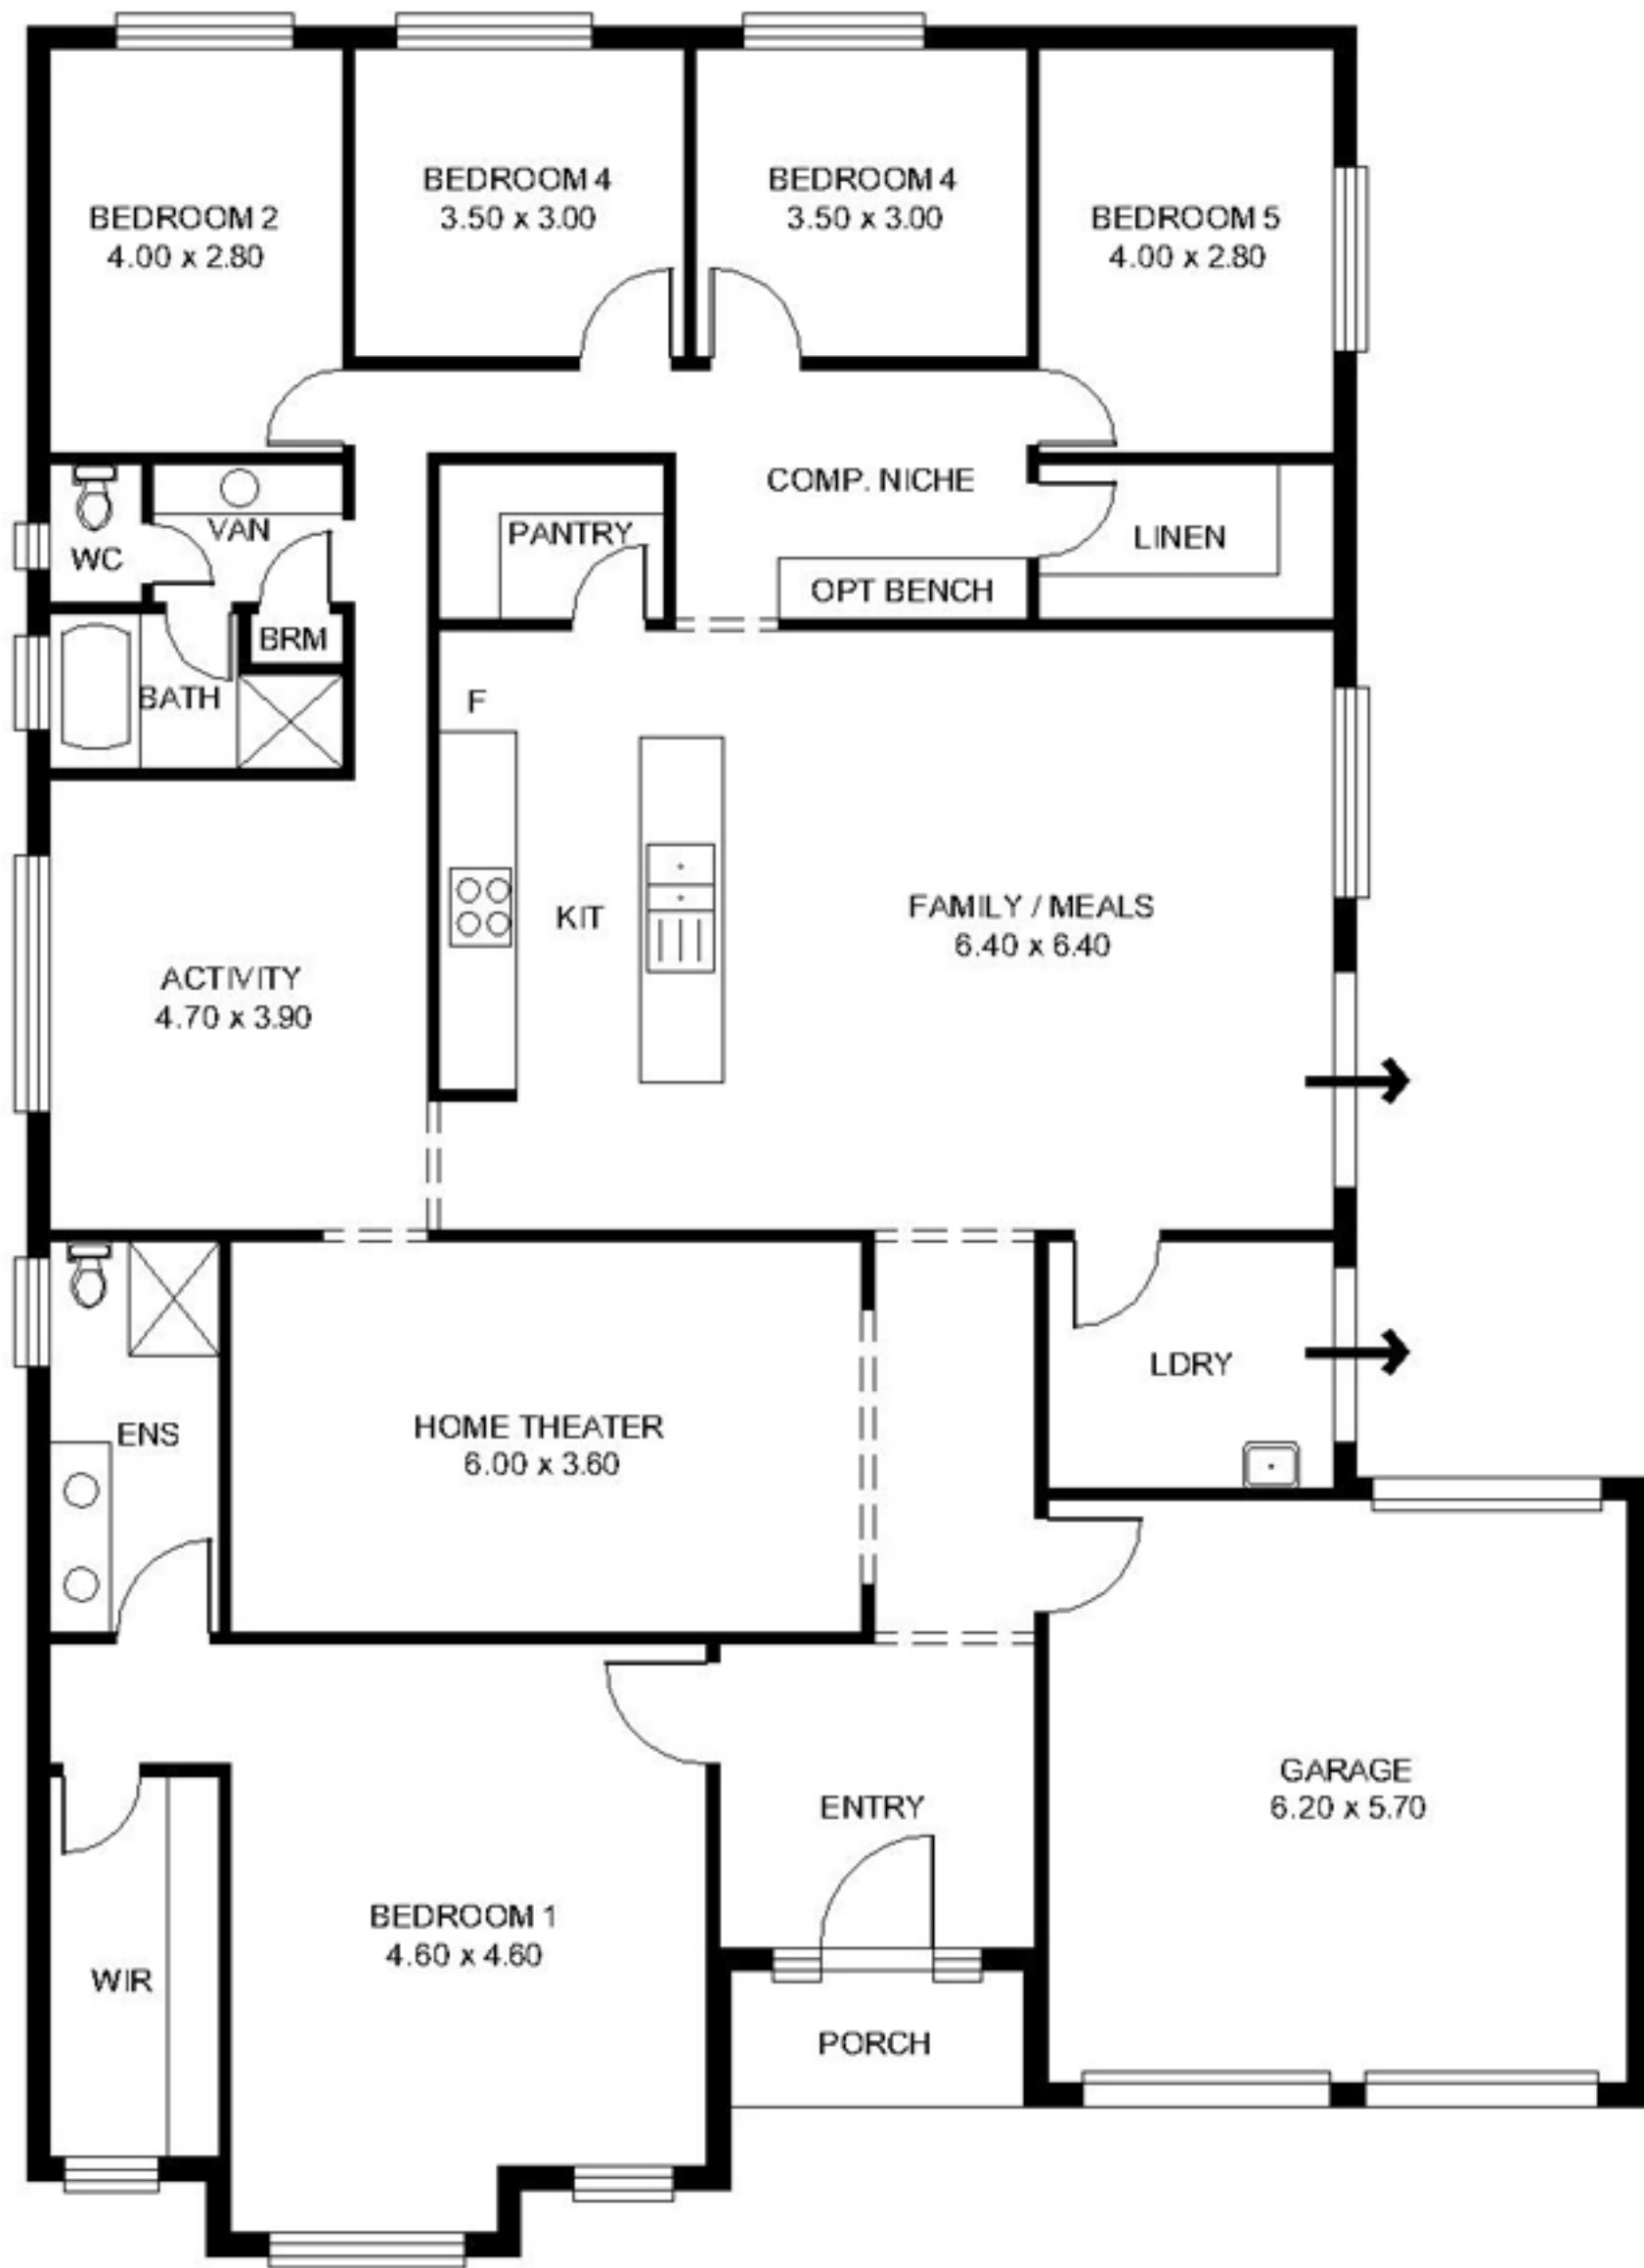 BEDROOM 2
4.00 x 2.80
BEDROOM 4
3.50 x 3.00
BEDROOM 4
3.50 x 3.00
BEDROOM 5
4.00 x 2.80
WC
VAN
PANTRY
COMP. NICHE
LINEN
OPT BENCH
BRM
BATH
F
KIT
FAMILY / MEALS
6.40 x 6.40
ACTIVITY
4.70 x 3.90
ENS
HOME THEATER
6.00 x 3.60
LDRY
ENTRY
GARAGE
6.20 x 5.70
BEDROOM 1
4.60 x 4.60
WIR
PORCH